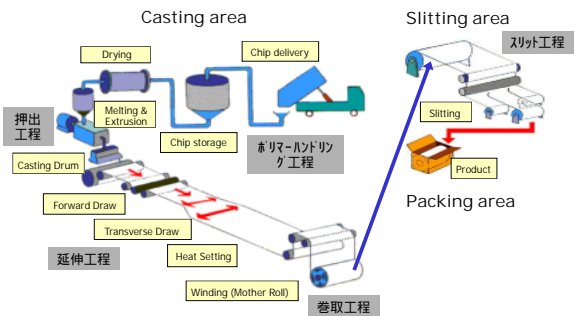 Casting area
Slitting area
Drying
Chip delivery
スリット工程
押出
工程
Melting &
Extrusion
Chip storage
ポリマーハンドリン
グ工程
Slitting
Casting Drum
Product
Forward Draw
Packing area
Transverse Draw
延伸工程
Heat Setting
Winding (Mother Roll)
巻取工程